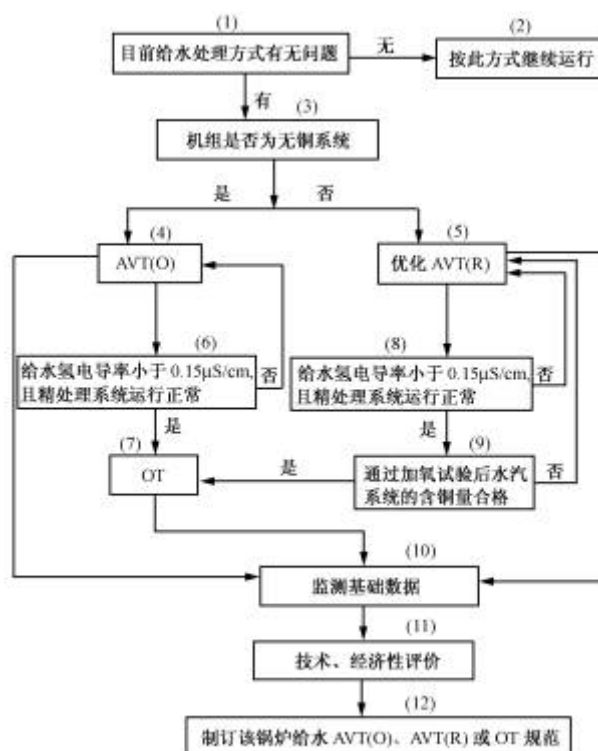 (1)
目前给水处理方式有无问题
无
(2)
按此方式继续运行
有
(3)
机组是否为无铜系统
是
否
(4)
AVT(O)
(5)
优化 AVT(R)
(6)
给水氢电导率小于 0.15μS/cm,
且精处理系统运行正常
否
是
(8)
给水氢电导率小于 0.15μS/cm,
且精处理系统运行正常
否
是
(7)
OT
是
(9)
通过加氧试验后水汽
系统的含铜量合格
否
(10)
监测基础数据
(11)
技术、经济性评价
(12)
制订该锅炉给水 AVT(O)、AVT(R) 或 OT 规范